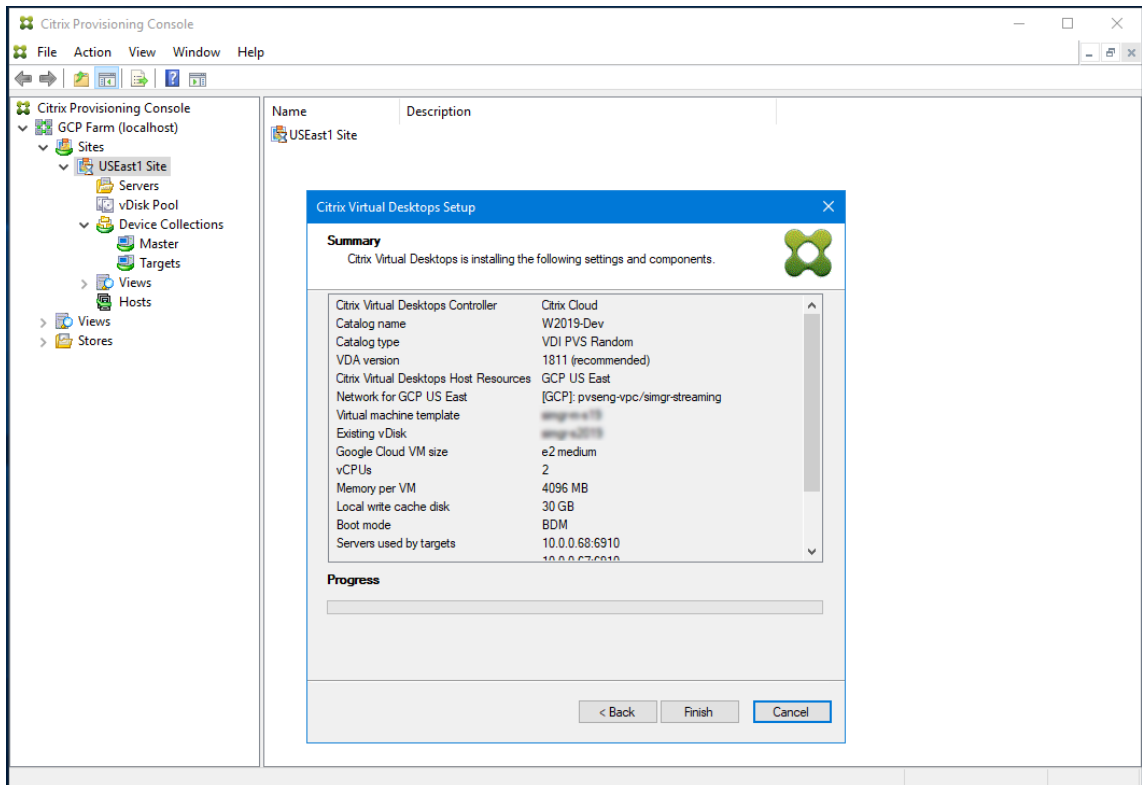 Citrix Provisioning Console
File Action View Window Help
Citrix Provisioning Console
GCP Farm (localhost)
Sites
USEast1 Site
Servers
vDisk Pool
Device Collections
Master
Targets
Views
Hosts
Views
Stores
Name Description
USEast1 Site
Citrix Virtual Desktops Setup
Summary
Citrix Virtual Desktops is installing the following settings and components.
Citrix Virtual Desktops Controller Citrix Cloud
Catalog name W2019-Dev
Catalog type VDI PVS Random
VDA version 1811 (recommended)
Citrix Virtual Desktops Host Resources GCP US East
Network for GCP US East [GCP]: pvseng-vpc/simgr-streaming
Virtual machine template
Existing vDisk
Google Cloud VM size e2 medium
vCPUs 2
Memory per VM 4096 MB
Local write cache disk 30 GB
Boot mode BDM
Servers used by targets 10.0.0.68:6910
10.0.0.67:6910
Progress
< Back Finish Cancel